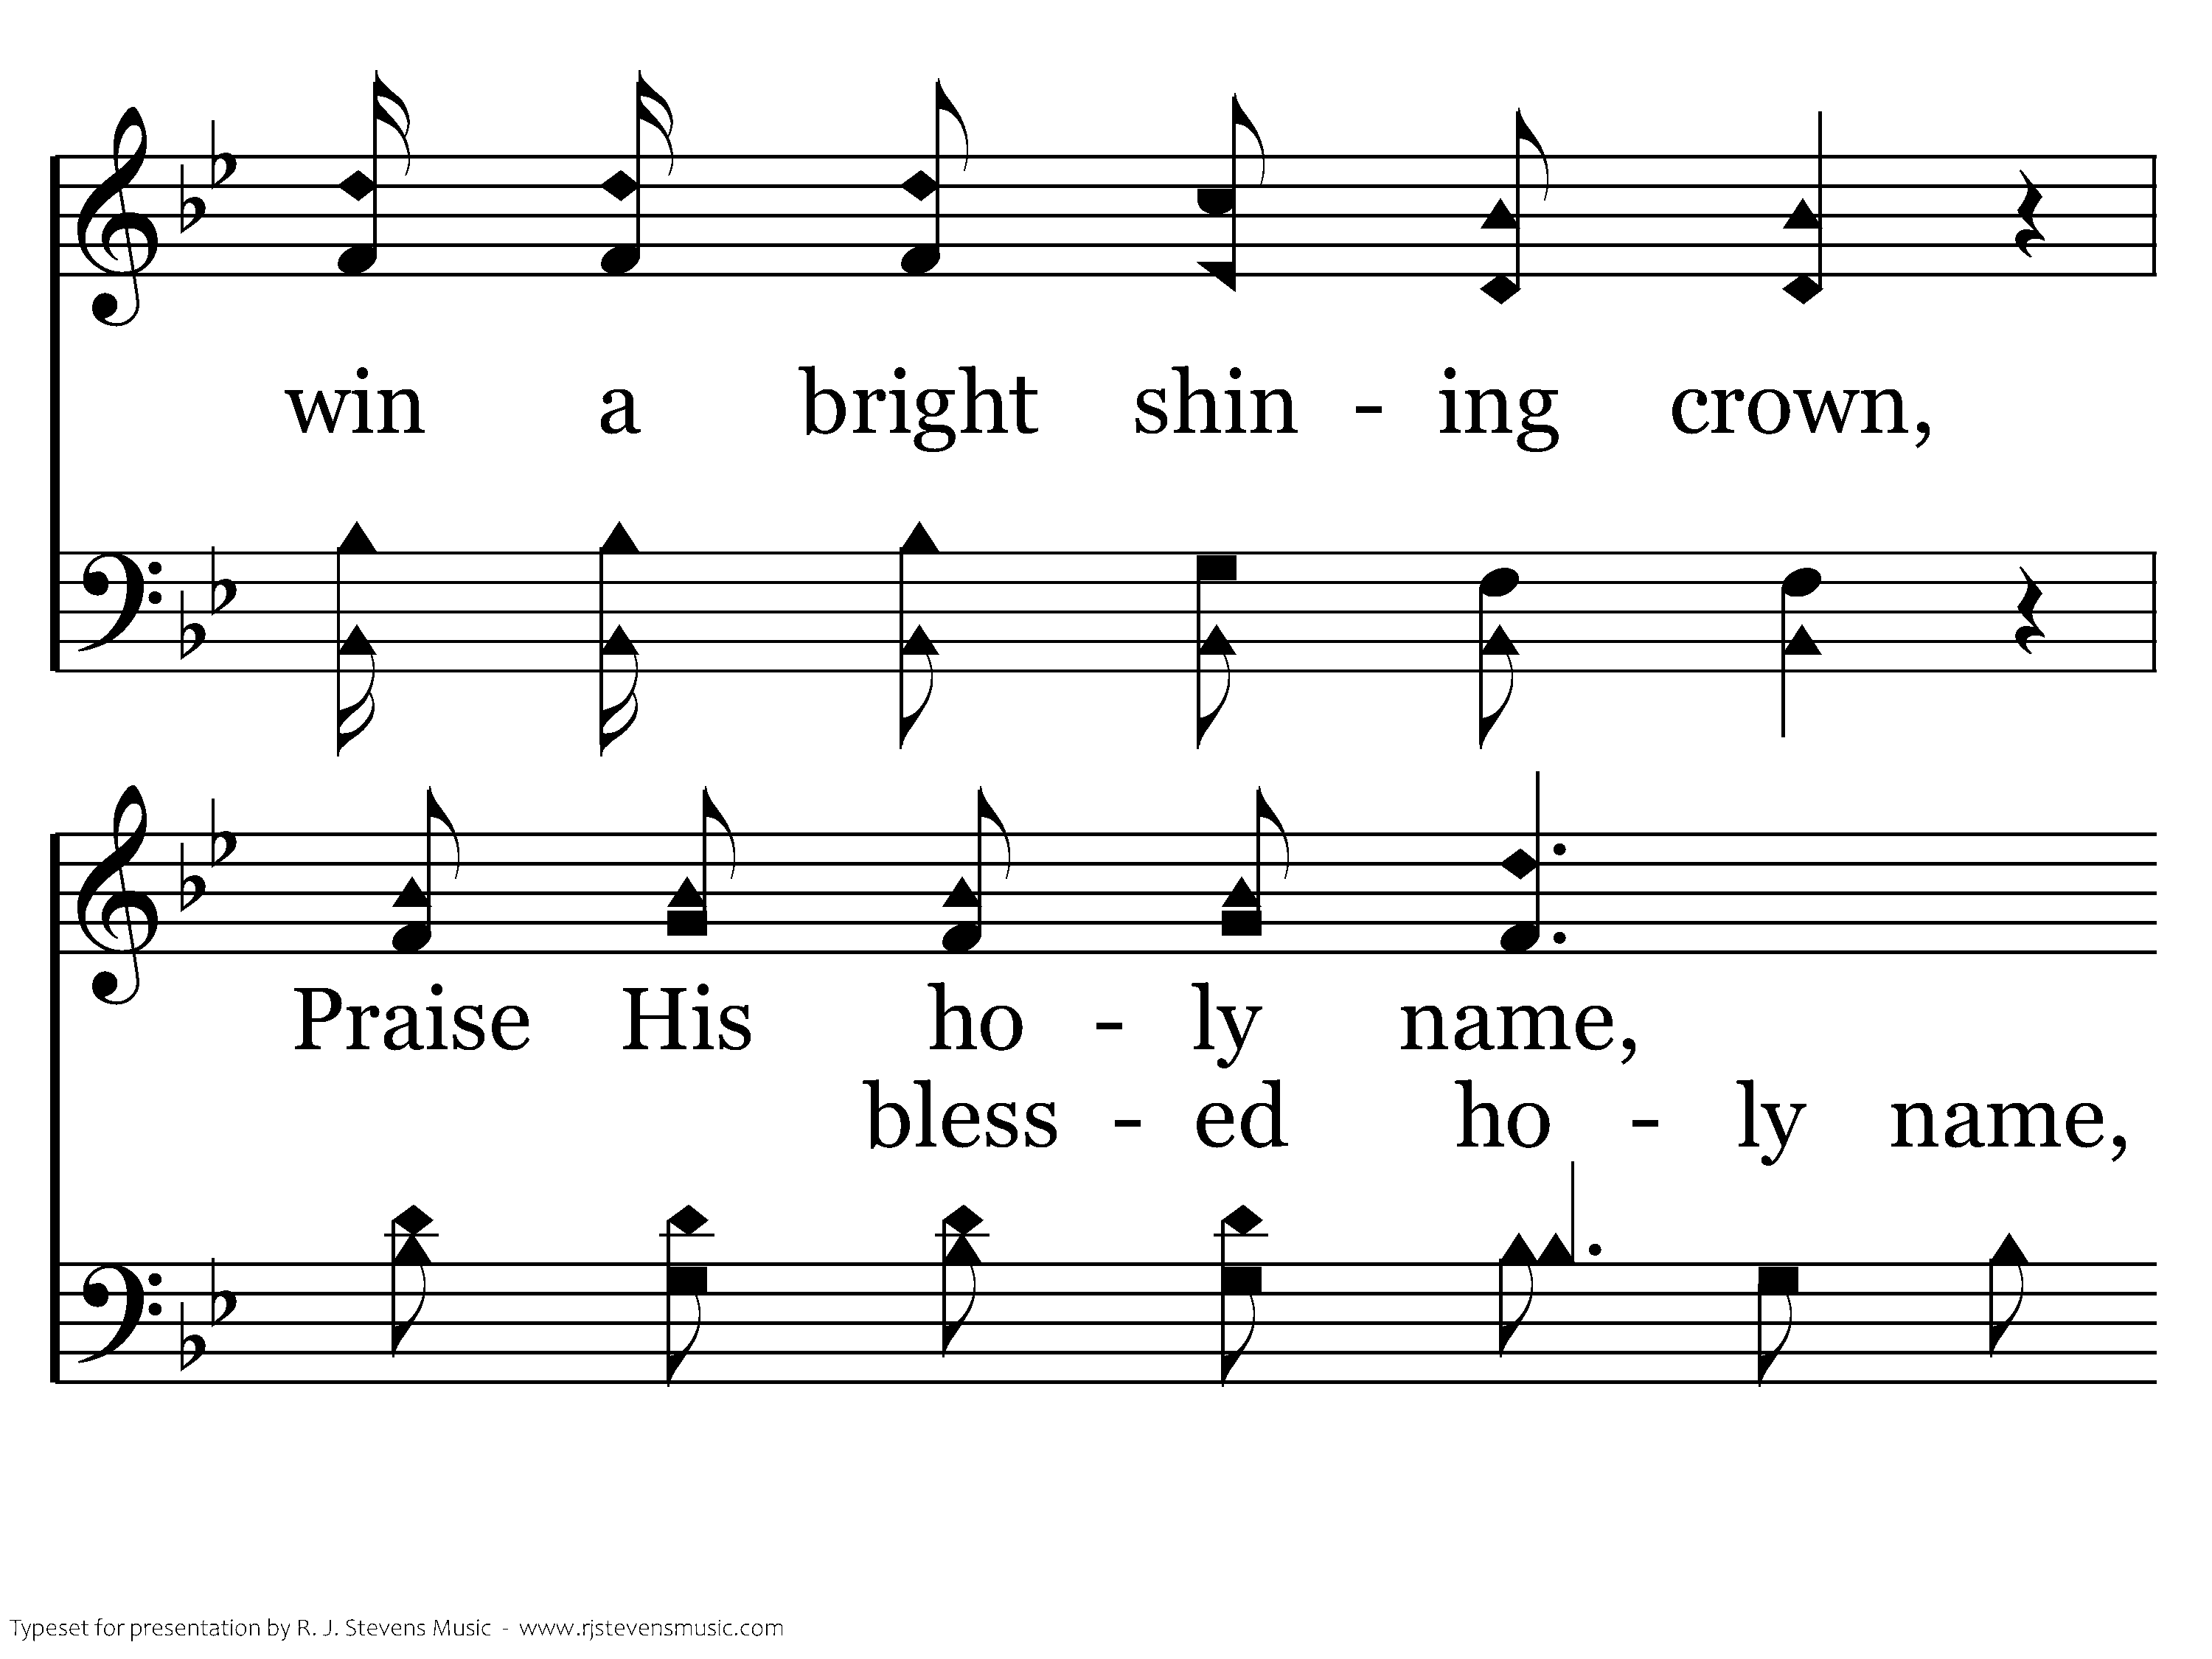 win a bright shin - ing crown,
Praise His ho - ly name,
bless - ed ho - ly name,
Typeset for presentation by R. J. Stevens Music - www.rjstevensmusic.com